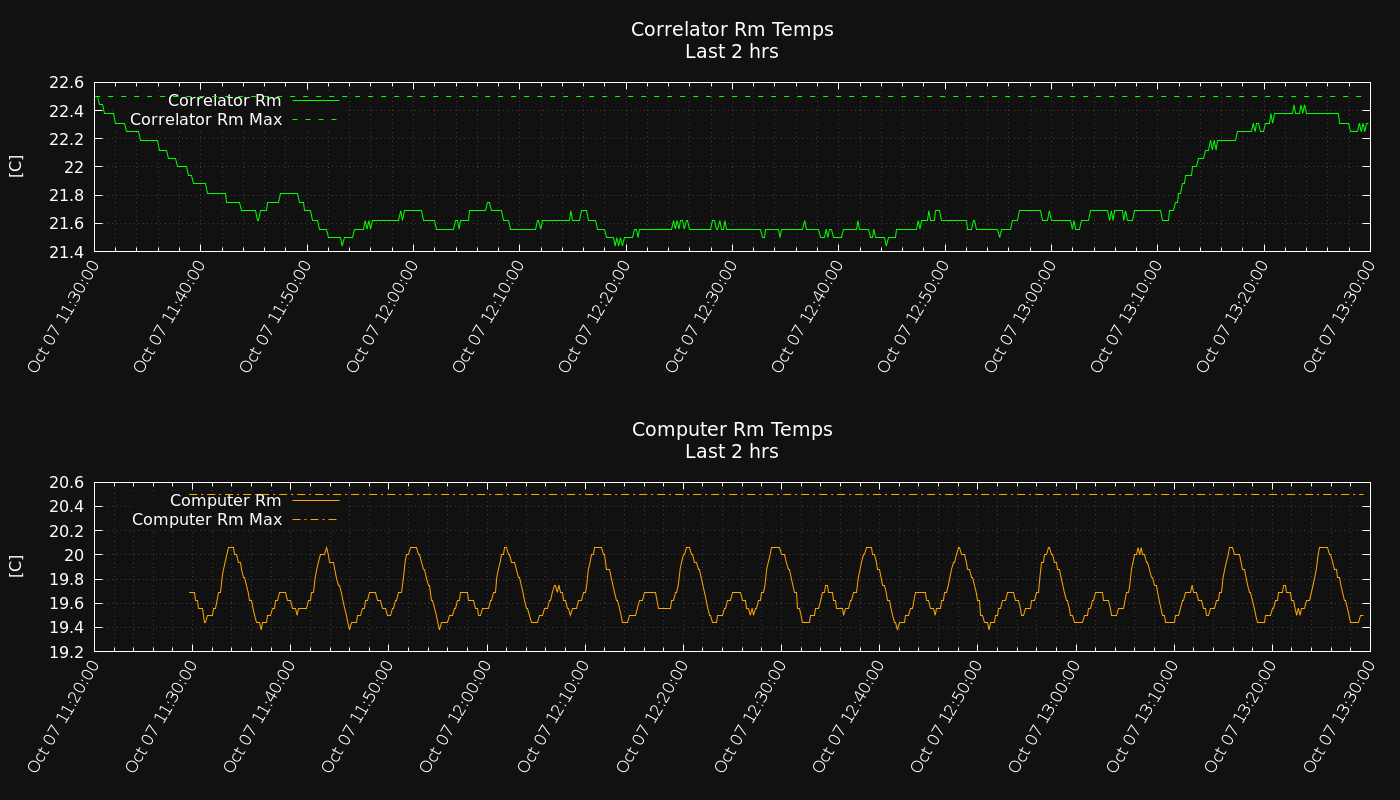 Correlator Rm Temps
Last 2 hrs
22.6
22.4
22.2
22
21.8
21.6
21.4
[C]
Correlator Rm
Correlator Rm Max
Oct 07 11:30:00
Oct 07 11:40:00
Oct 07 11:50:00
Oct 07 12:00:00
Oct 07 12:10:00
Oct 07 12:20:00
Oct 07 12:30:00
Oct 07 12:40:00
Oct 07 12:50:00
Oct 07 13:00:00
Oct 07 13:10:00
Oct 07 13:20:00
Oct 07 13:30:00
Computer Rm Temps
Last 2 hrs
20.6
20.4
20.2
20
19.8
19.6
19.4
19.2
[C]
Computer Rm
Computer Rm Max
Oct 07 11:20:00
Oct 07 11:30:00
Oct 07 11:40:00
Oct 07 11:50:00
Oct 07 12:00:00
Oct 07 12:10:00
Oct 07 12:20:00
Oct 07 12:30:00
Oct 07 12:40:00
Oct 07 12:50:00
Oct 07 13:00:00
Oct 07 13:10:00
Oct 07 13:20:00
Oct 07 13:30:00